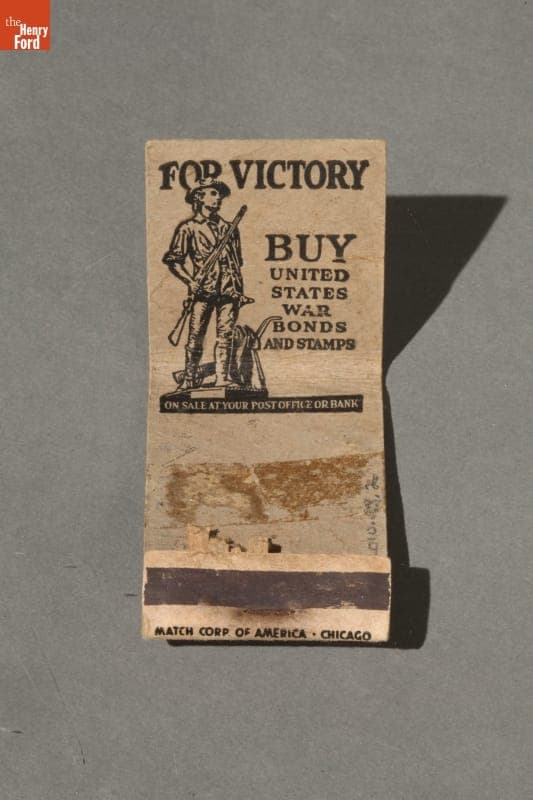 the
Henry
Ford
FOR VICTORY
BUY
UNITED
STATES
WAR
BONDS
AND STAMPS
ON SALE AT YOUR POST OFFICE OR BANK
MATCH CORP. OF AMERICA · CHICAGO